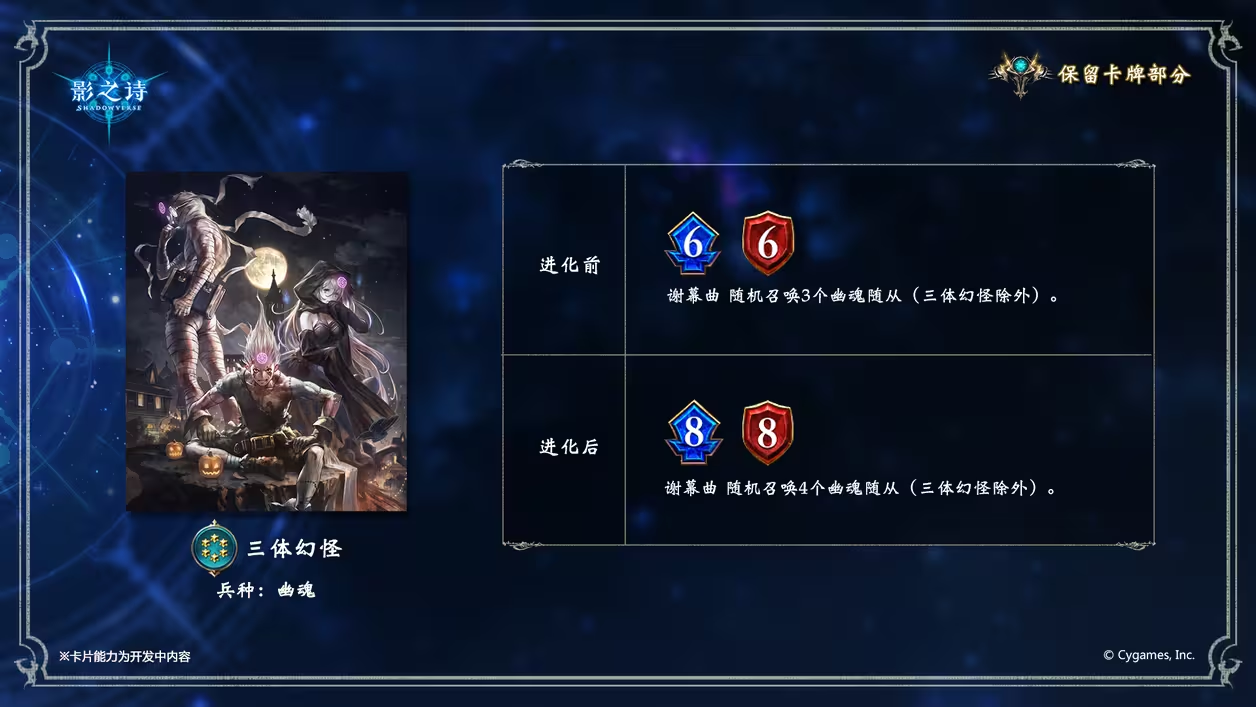 影之诗
SHADOWVERSE
保留卡牌部分
进化前
6 6
谢幕曲 随机召唤3个幽魂随从（三体幻怪除外）。
进化后
8 8
谢幕曲 随机召唤4个幽魂随从（三体幻怪除外）。
三体幻怪
兵种：幽魂
※卡片能力为开发中内容
© Cygames, Inc.